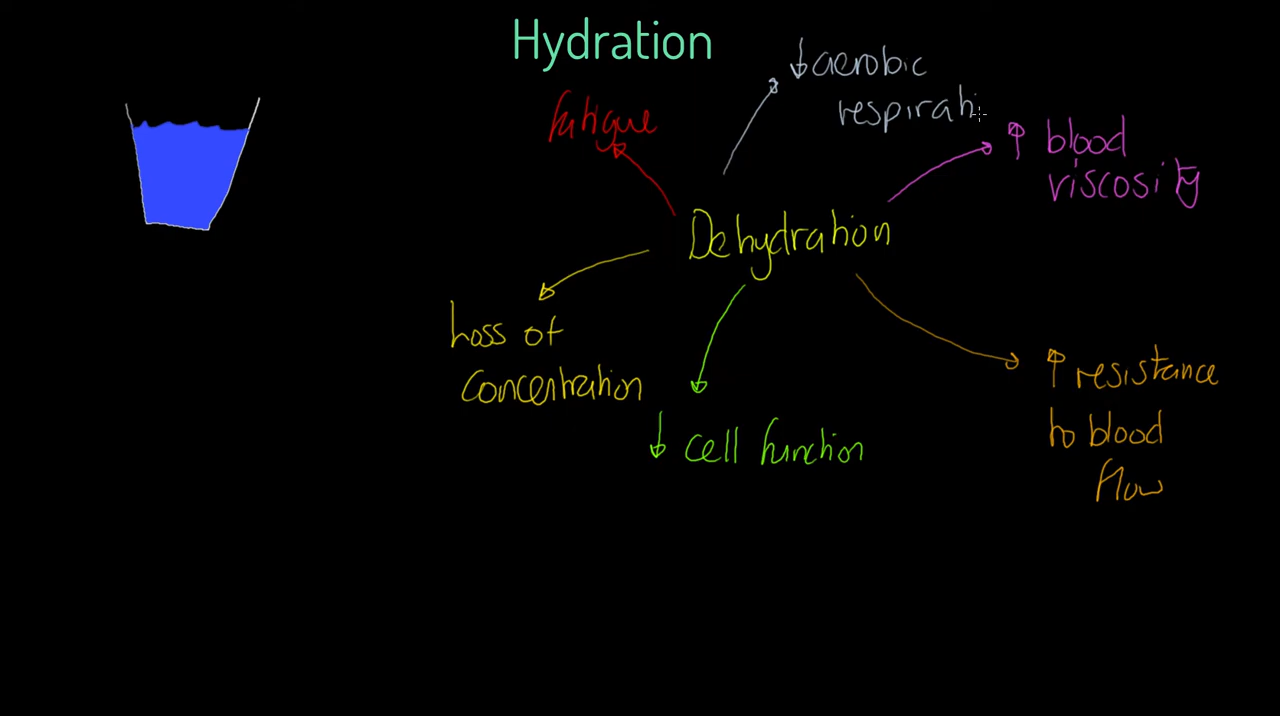 Hydration
↓ aerobic
respirati
fatigue
↑ blood
viscosity
Dehydration
Loss of
concentration
↑ resistance
to blood
flow
↓ cell function